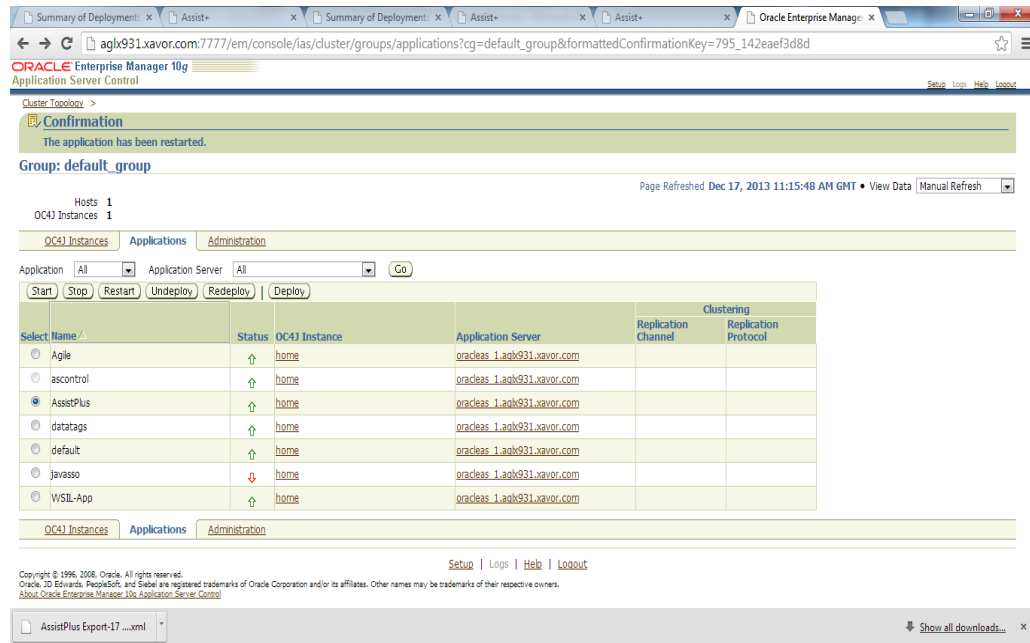 Summary of Deployments × Assist+ × Summary of Deployments × Assist+ × Assist+ × Oracle Enterprise Manage ×
aglx931.xavor.com:7777/em/console/ias/cluster/groups/applications?cg=default_group&formattedConfirmationKey=795_142eaef3d8d
ORACLE Enterprise Manager 10g
Application Server Control
Setup Logs Help Logout
Cluster Topology >
Confirmation
The application has been restarted.
Group: default_group
Page Refreshed Dec 17, 2013 11:15:48 AM GMT • View Data Manual Refresh
Hosts 1
OC4J Instances 1
OC4J Instances Applications Administration
Application All Application Server All Go
Start Stop Restart Undeploy Redeploy | Deploy
Clustering
Select Name Status OC4J Instance Application Server Replication Channel Replication Protocol
Agile home oracleas_1.aglx931.xavor.com
ascontrol home oracleas_1.aglx931.xavor.com
AssistPlus home oracleas_1.aglx931.xavor.com
datatags home oracleas_1.aglx931.xavor.com
default home oracleas_1.aglx931.xavor.com
javasso home oracleas_1.aglx931.xavor.com
WSIL-App home oracleas_1.aglx931.xavor.com
OC4J Instances Applications Administration
Setup | Logs | Help | Logout
Copyright © 1996, 2008, Oracle. All rights reserved.
Oracle, JD Edwards, PeopleSoft, and Siebel are registered trademarks of Oracle Corporation and/or its affiliates. Other names may be trademarks of their respective owners.
About Oracle Enterprise Manager 10g Application Server Control
AssistPlus Export-17 ....xml Show all downloads... ×